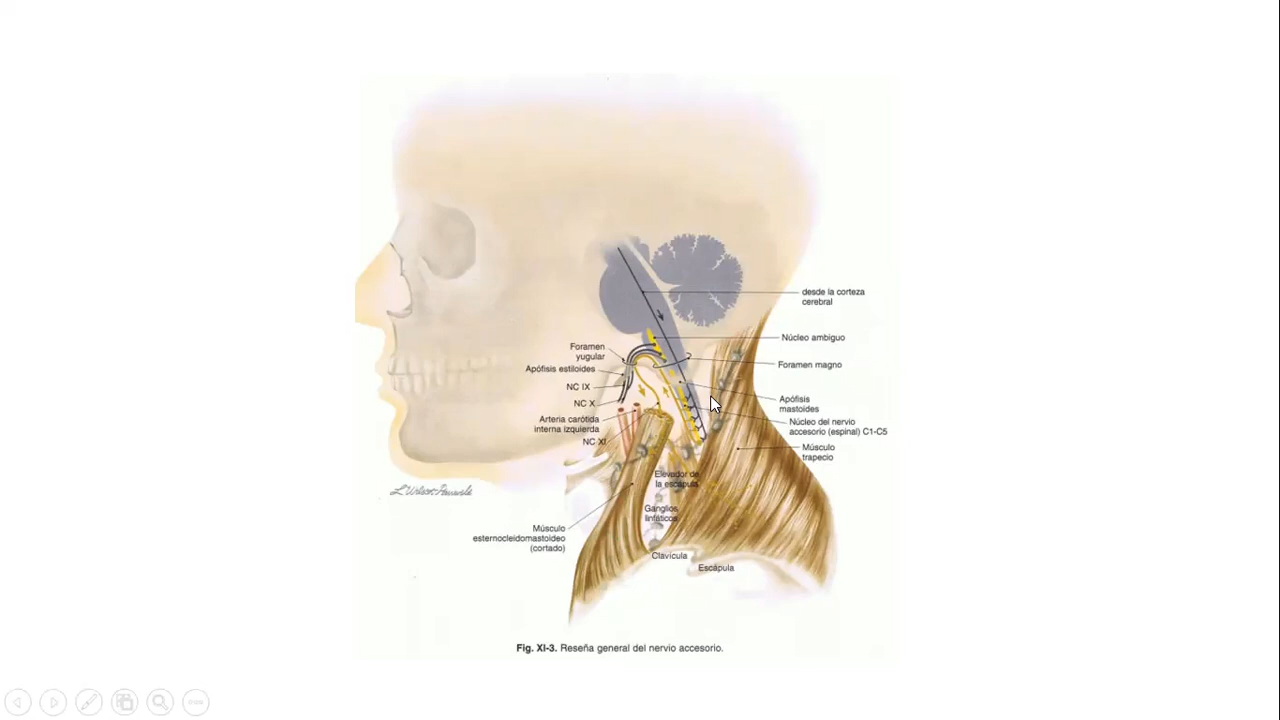 desde la corteza
cerebral
Núcleo ambiguo
Foramen
yugular
Foramen magno
Apófisis estiloides
NC IX
NC X
Apófisis
mastoides
Arteria carótida
interna izquierda
Núcleo del nervio
accesorio (espinal) C1-C5
NC XI
Músculo
trapecio
Elevador de
la escápula
Ganglios
linfáticos
Músculo
esternocleidomastoideo
(cortado)
Clavícula
Escápula
Fig. XI-3. Reseña general del nervio accesorio.